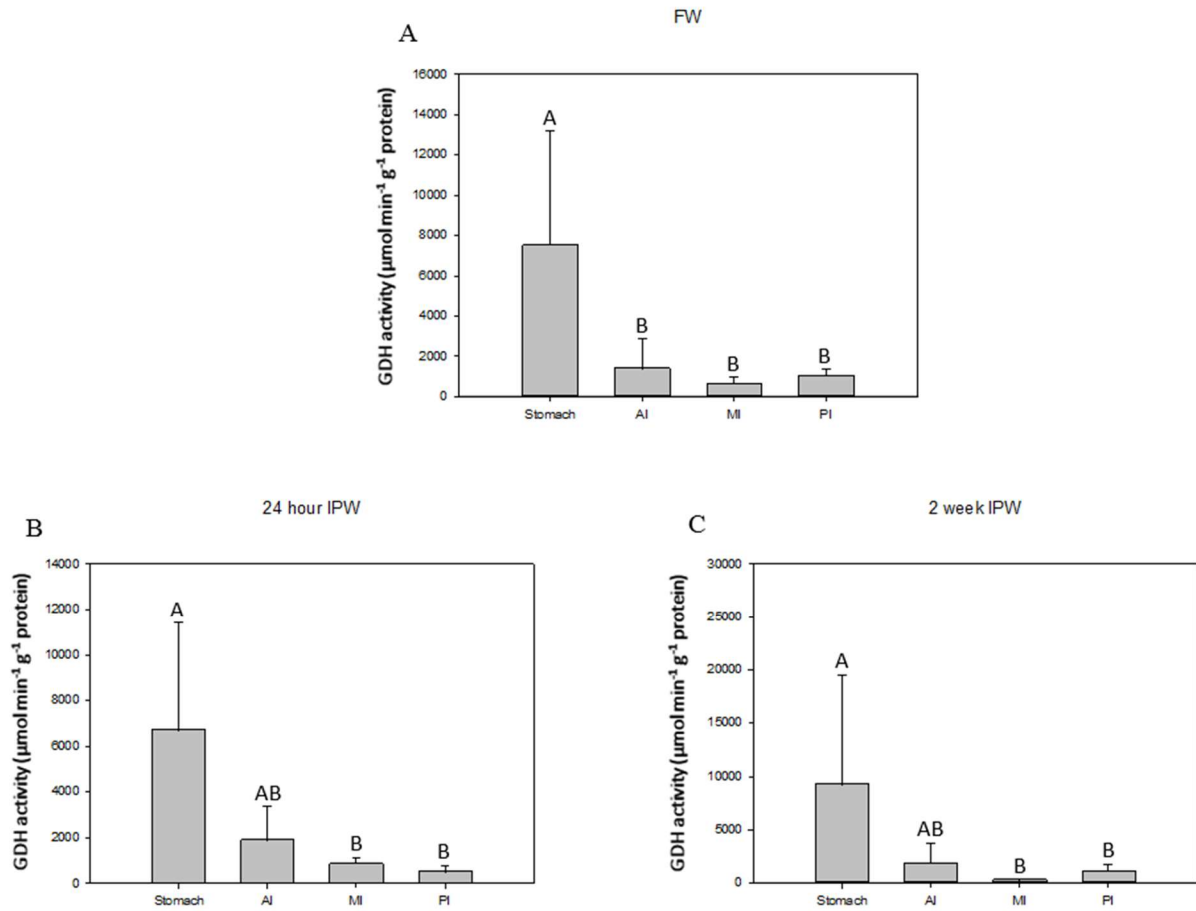 FW
A
GDH activity (µmol min⁻¹ g⁻¹ protein)
16000
14000
12000
10000
8000
6000
4000
2000
0
A
B
B
B
Stomach AI MI PI
24 hour IPW
B
GDH activity (µmol min⁻¹ g⁻¹ protein)
14000
12000
10000
8000
6000
4000
2000
0
A
AB
B
B
Stomach AI MI PI
2 week IPW
C
GDH activity (µmol min⁻¹ g⁻¹ protein)
30000
25000
20000
15000
10000
5000
0
A
AB
B
B
Stomach AI MI PI